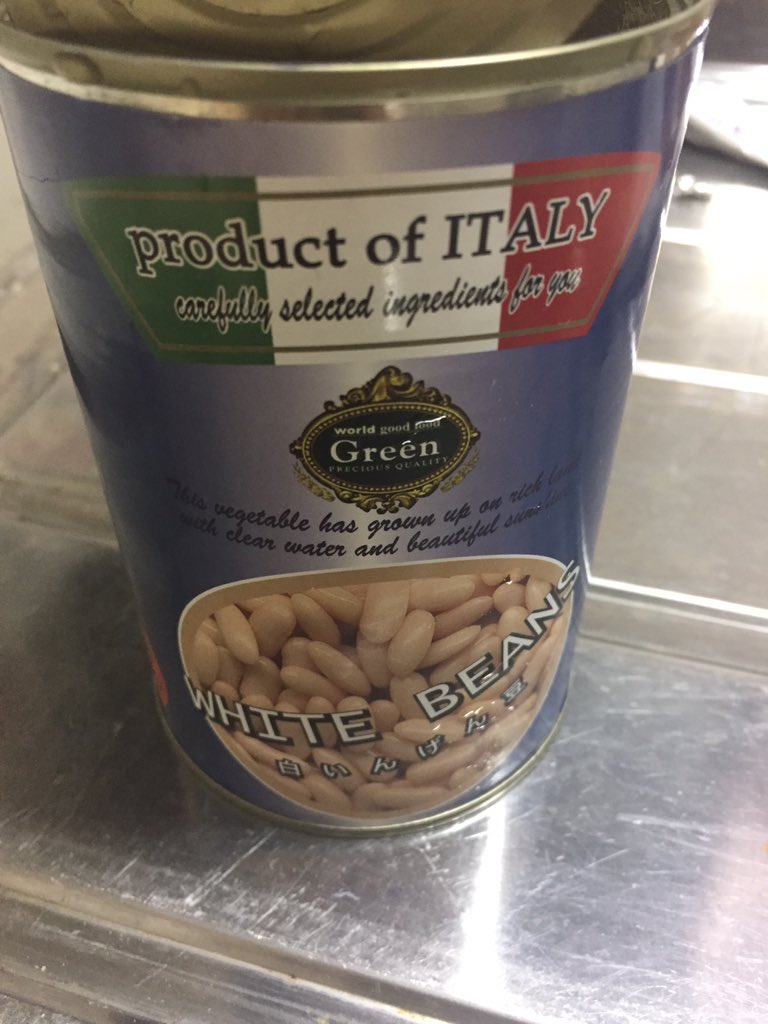 product of ITALY
carefully selected ingredients for you
world good food
Green
PRECIOUS QUALITY
This vegetable has grown up on rich
with clear water and beautiful
WHITE BEANS
白いんげん豆